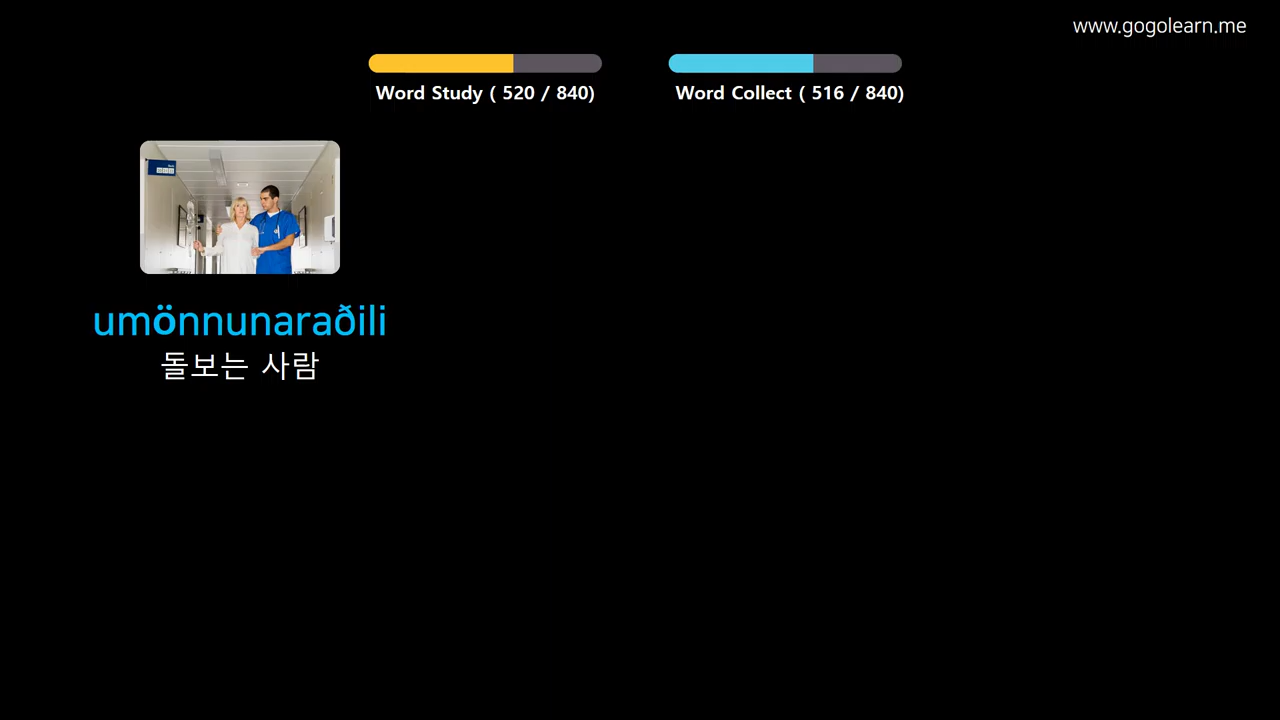 www.gogolearn.me
Word Study ( 520 / 840)
Word Collect ( 516 / 840)
umönnunaraðili
돌보는 사람